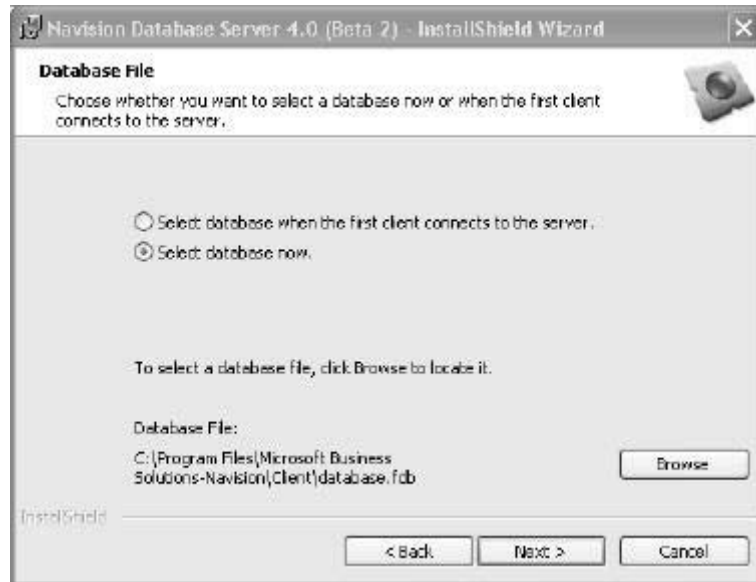 Navision Database Server 4.0 (Beta 2) - InstallShield Wizard
Database File
Choose whether you want to select a database now or when the first client
connects to the server.
Select database when the first client connects to the server.
Select database now.
To select a database file, click Browse to locate it.
Database File:
C:\Program Files\Microsoft Business
Solutions-Navision\Client\database.fdb
Browse
InstallShield
< Back
Next >
Cancel